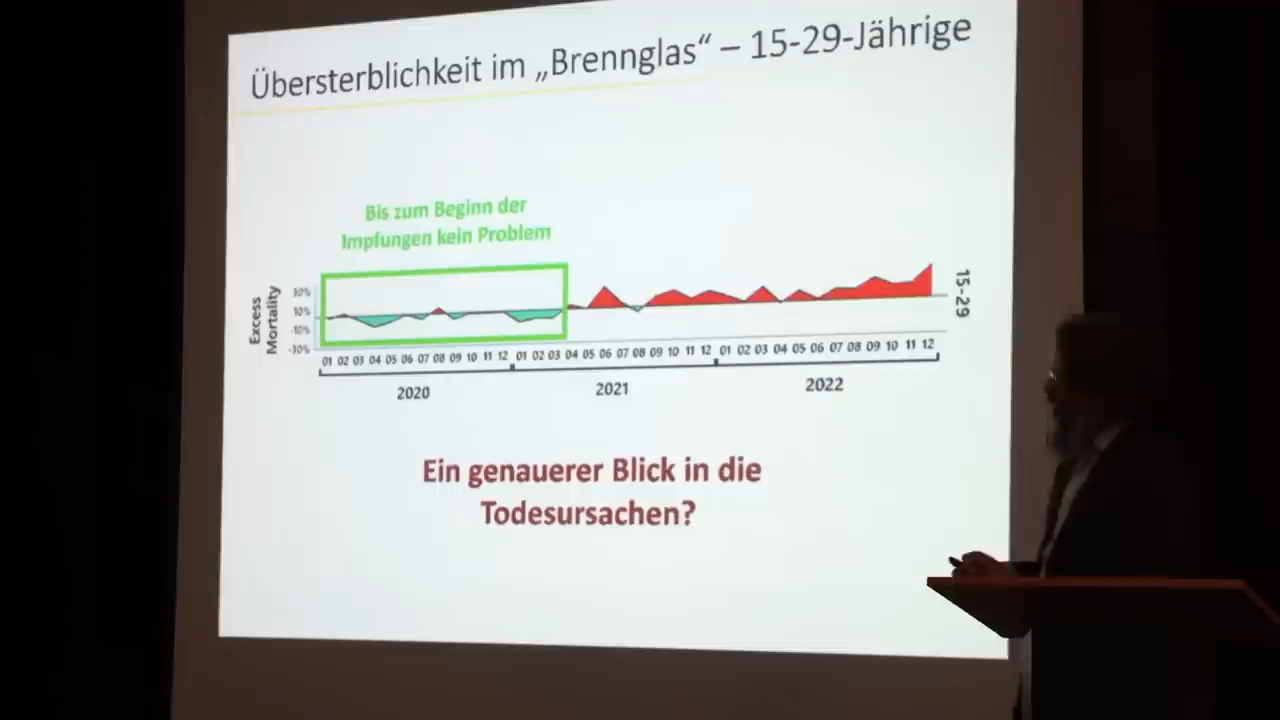 Übersterblichkeit im „Brennglas“ – 15-29-Jährige
Bis zum Beginn der
Impfungen kein Problem
Excess
Mortality
30%
10%
-10%
-30%
15-29
01 02 03 04 05 06 07 08 09 10 11 12 01 02 03 04 05 06 07 08 09 10 11 12 01 02 03 04 05 06 07 08 09 10 11 12
2020 2021 2022
Ein genauerer Blick in die
Todesursachen?